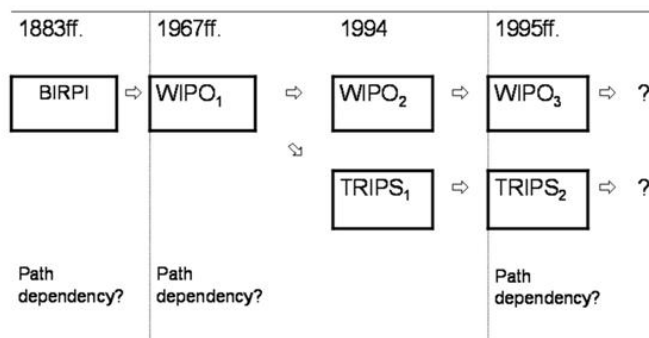 1883ff. 1967ff. 1994 1995ff.
BIRPI ⇨ WIPO₁ ⇨ WIPO₂ ⇨ WIPO₃ ⇨ ?
TRIPS₁ ⇨ TRIPS₂ ⇨ ?
Path dependency?
Path dependency?
Path dependency?